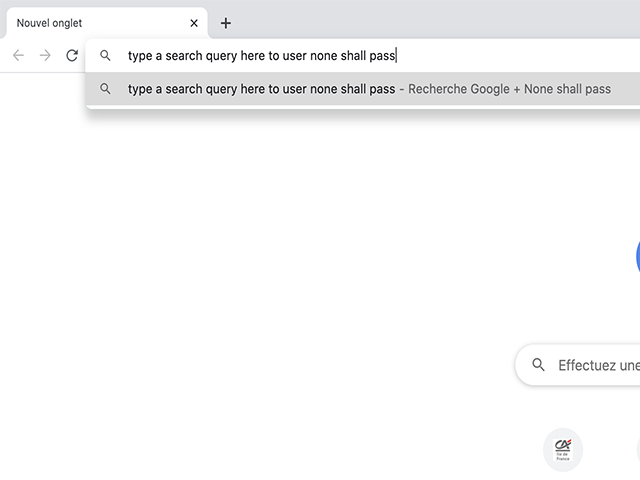 Nouvel onglet
type a search query here to user none shall pass
type a search query here to user none shall pass - Recherche Google + None shall pass
Effectuez une
CA
Ile de
France